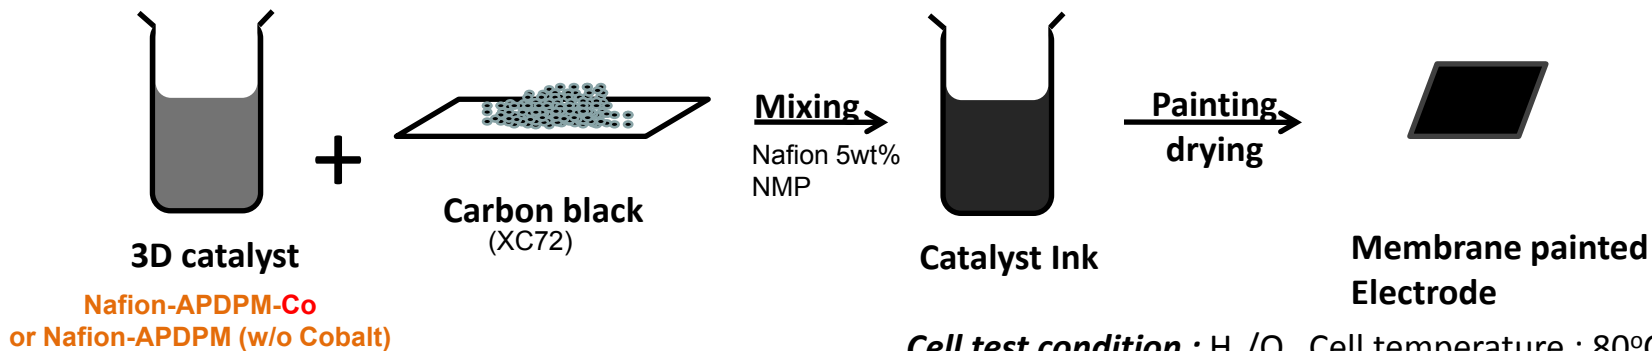 3D catalyst
Nafion-APDPM-Co
or Nafion-APDPM (w/o Cobalt)
Carbon black
(XC72)
Mixing
Nafion 5wt%
NMP
Catalyst Ink
Painting
drying
Membrane painted
Electrode
Cell test condition : H /O Cell temperature : 80º